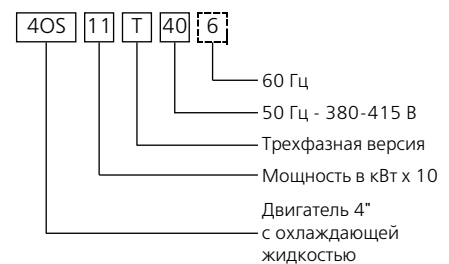 4OS 11 T 40 6
60 Гц
50 Гц - 380-415 В
Трехфазная версия
Мощность в кВт x 10
Двигатель 4"
с охлаждающей
жидкостью